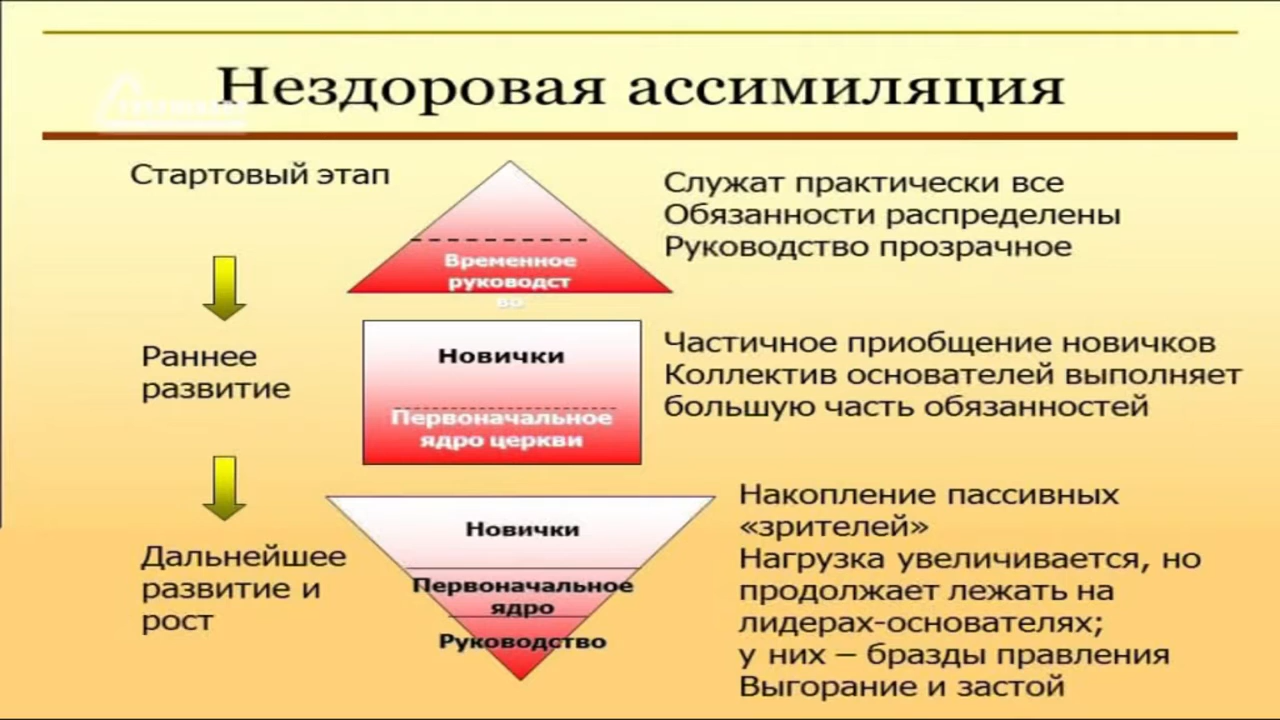 Нездоровая ассимиляция
Стартовый этап
Временное
руководст
во
Служат практически все
Обязанности распределены
Руководство прозрачное
Раннее
развитие
Новички
Первоначальное
ядро церкви
Частичное приобщение новичков
Коллектив основателей выполняет
большую часть обязанностей
Дальнейшее
развитие и
рост
Новички
Первоначальное
ядро
Руководство
Накопление пассивных
«зрителей»
Нагрузка увеличивается, но
продолжает лежать на
лидерах-основателях;
у них – бразды правления
Выгорание и застой